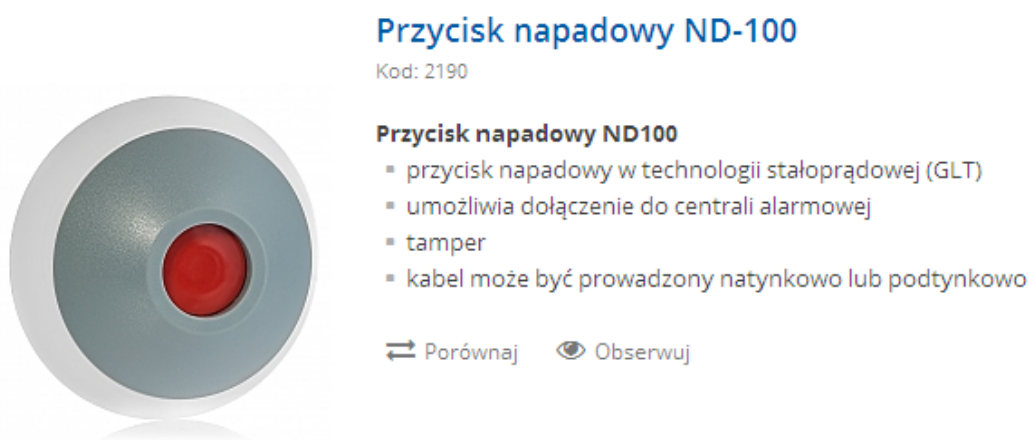 Przycisk napadowy ND-100
Kod: 2190
Przycisk napadowy ND100
przycisk napadowy w technologii stałoprądowej (GLT)
umożliwia dołączenie do centrali alarmowej
tamper
kabel może być prowadzony natynkowo lub podtynkowo
Porównaj Obserwuj